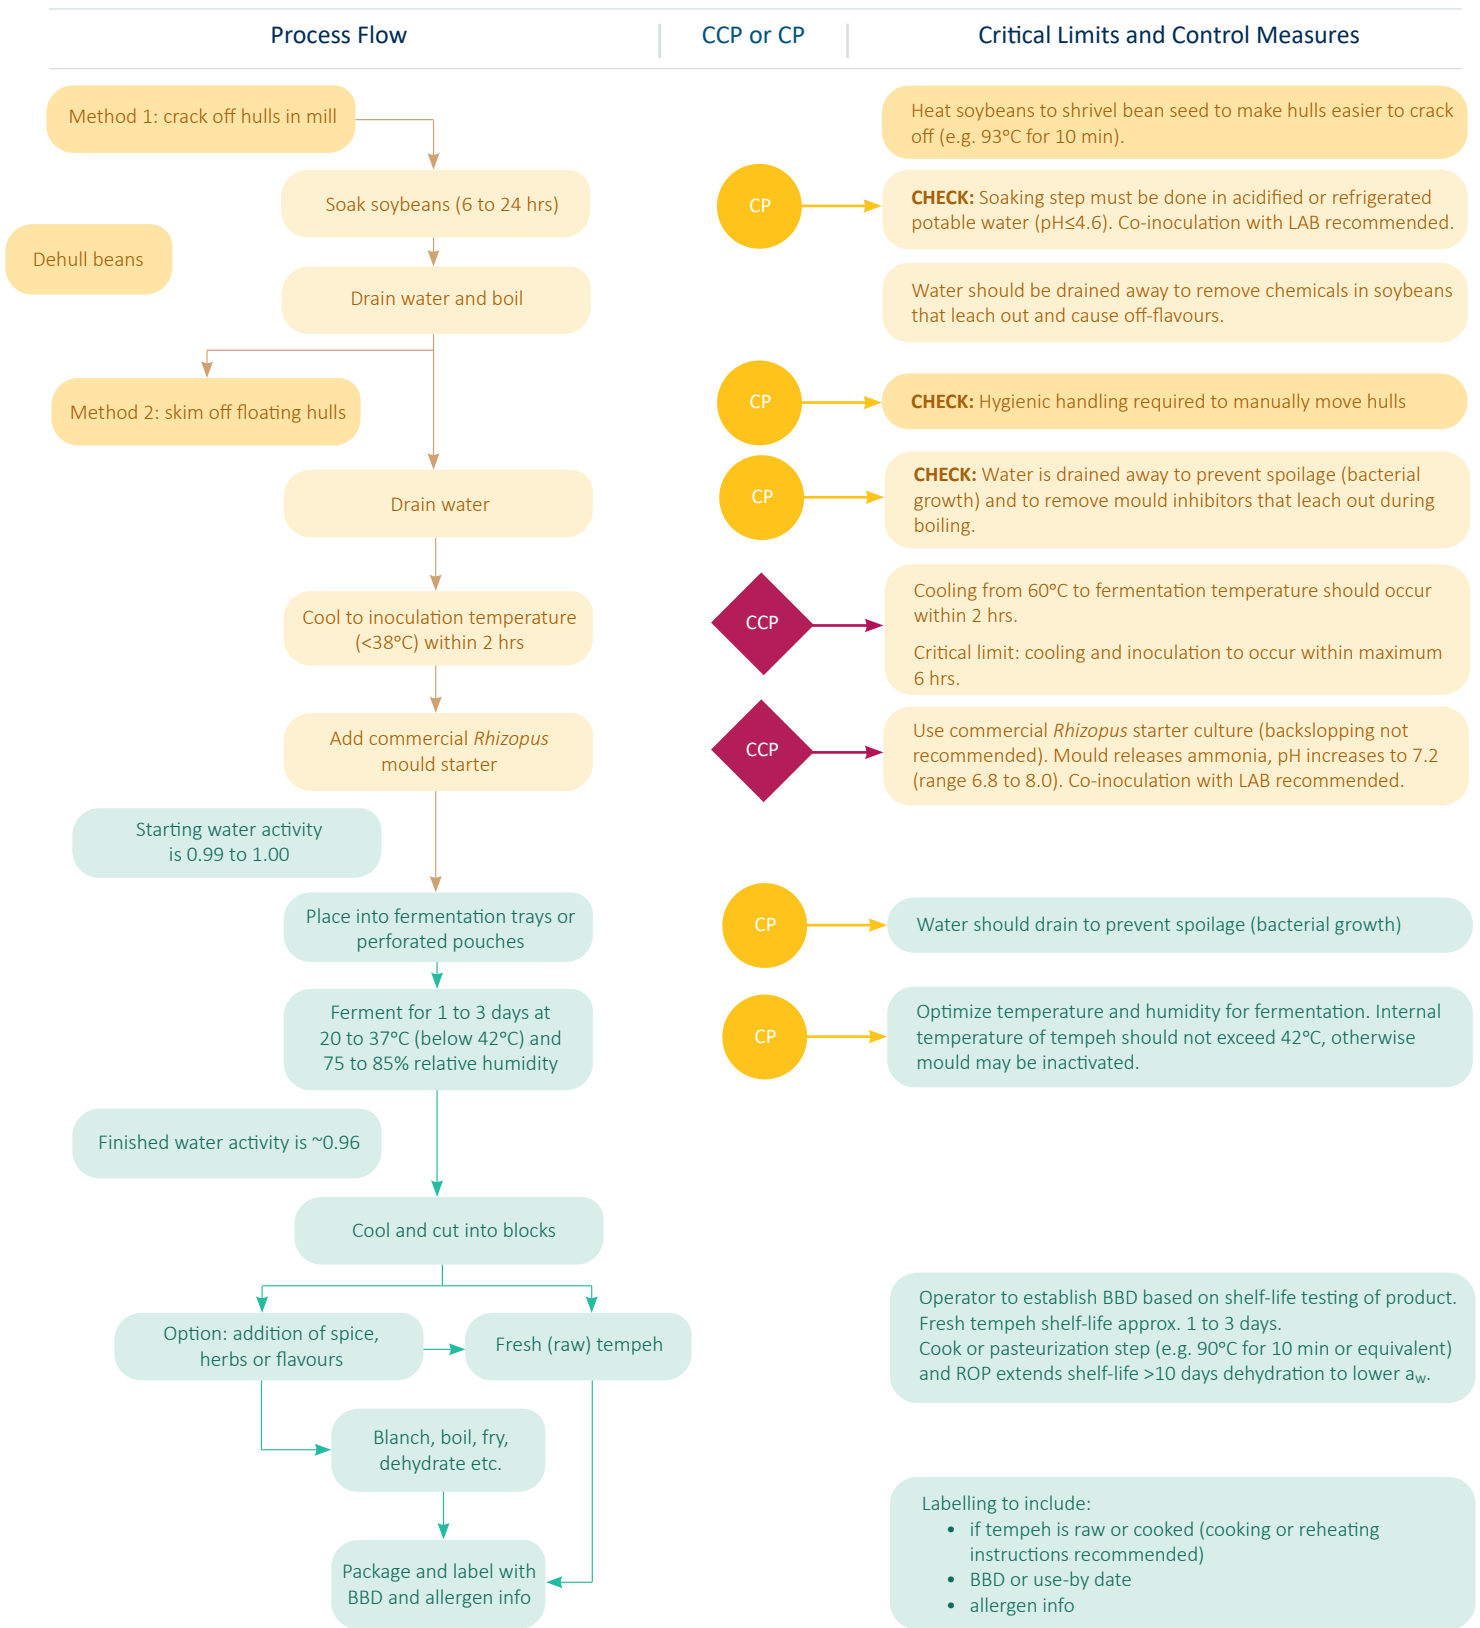 Process Flow
CCP or CP
Critical Limits and Control Measures
Method 1: crack off hulls in mill
Heat soybeans to shrivel bean seed to make hulls easier to crack
off (e.g. 93°C for 10 min).
Soak soybeans (6 to 24 hrs)
CP
CHECK: Soaking step must be done in acidified or refrigerated
potable water (pH≤4.6). Co-inoculation with LAB recommended.
Dehull beans
Drain water and boil
Water should be drained away to remove chemicals in soybeans
that leach out and cause off-flavours.
Method 2: skim off floating hulls
CP
CHECK: Hygienic handling required to manually move hulls
Drain water
CP
CHECK: Water is drained away to prevent spoilage (bacterial
growth) and to remove mould inhibitors that leach out during
boiling.
Cool to inoculation temperature
(<38°C) within 2 hrs
CCP
Cooling from 60°C to fermentation temperature should occur
within 2 hrs.
Critical limit: cooling and inoculation to occur within maximum
6 hrs.
Add commercial Rhizopus
mould starter
CCP
Use commercial Rhizopus starter culture (backslopping not
recommended). Mould releases ammonia, pH increases to 7.2
(range 6.8 to 8.0). Co-inoculation with LAB recommended.
Starting water activity
is 0.99 to 1.00
Place into fermentation trays or
perforated pouches
CP
Water should drain to prevent spoilage (bacterial growth)
Ferment for 1 to 3 days at
20 to 37°C (below 42°C) and
75 to 85% relative humidity
CP
Optimize temperature and humidity for fermentation. Internal
temperature of tempeh should not exceed 42°C, otherwise
mould may be inactivated.
Finished water activity is ~0.96
Cool and cut into blocks
Option: addition of spice,
herbs or flavours
Fresh (raw) tempeh
Operator to establish BBD based on shelf-life testing of product.
Fresh tempeh shelf-life approx. 1 to 3 days.
Cook or pasteurization step (e.g. 90°C for 10 min or equivalent)
and ROP extends shelf-life >10 days dehydration to lower aw.
Blanch, boil, fry,
dehydrate etc.
Package and label with
BBD and allergen info
Labelling to include:
• if tempeh is raw or cooked (cooking or reheating
instructions recommended)
• BBD or use-by date
• allergen info